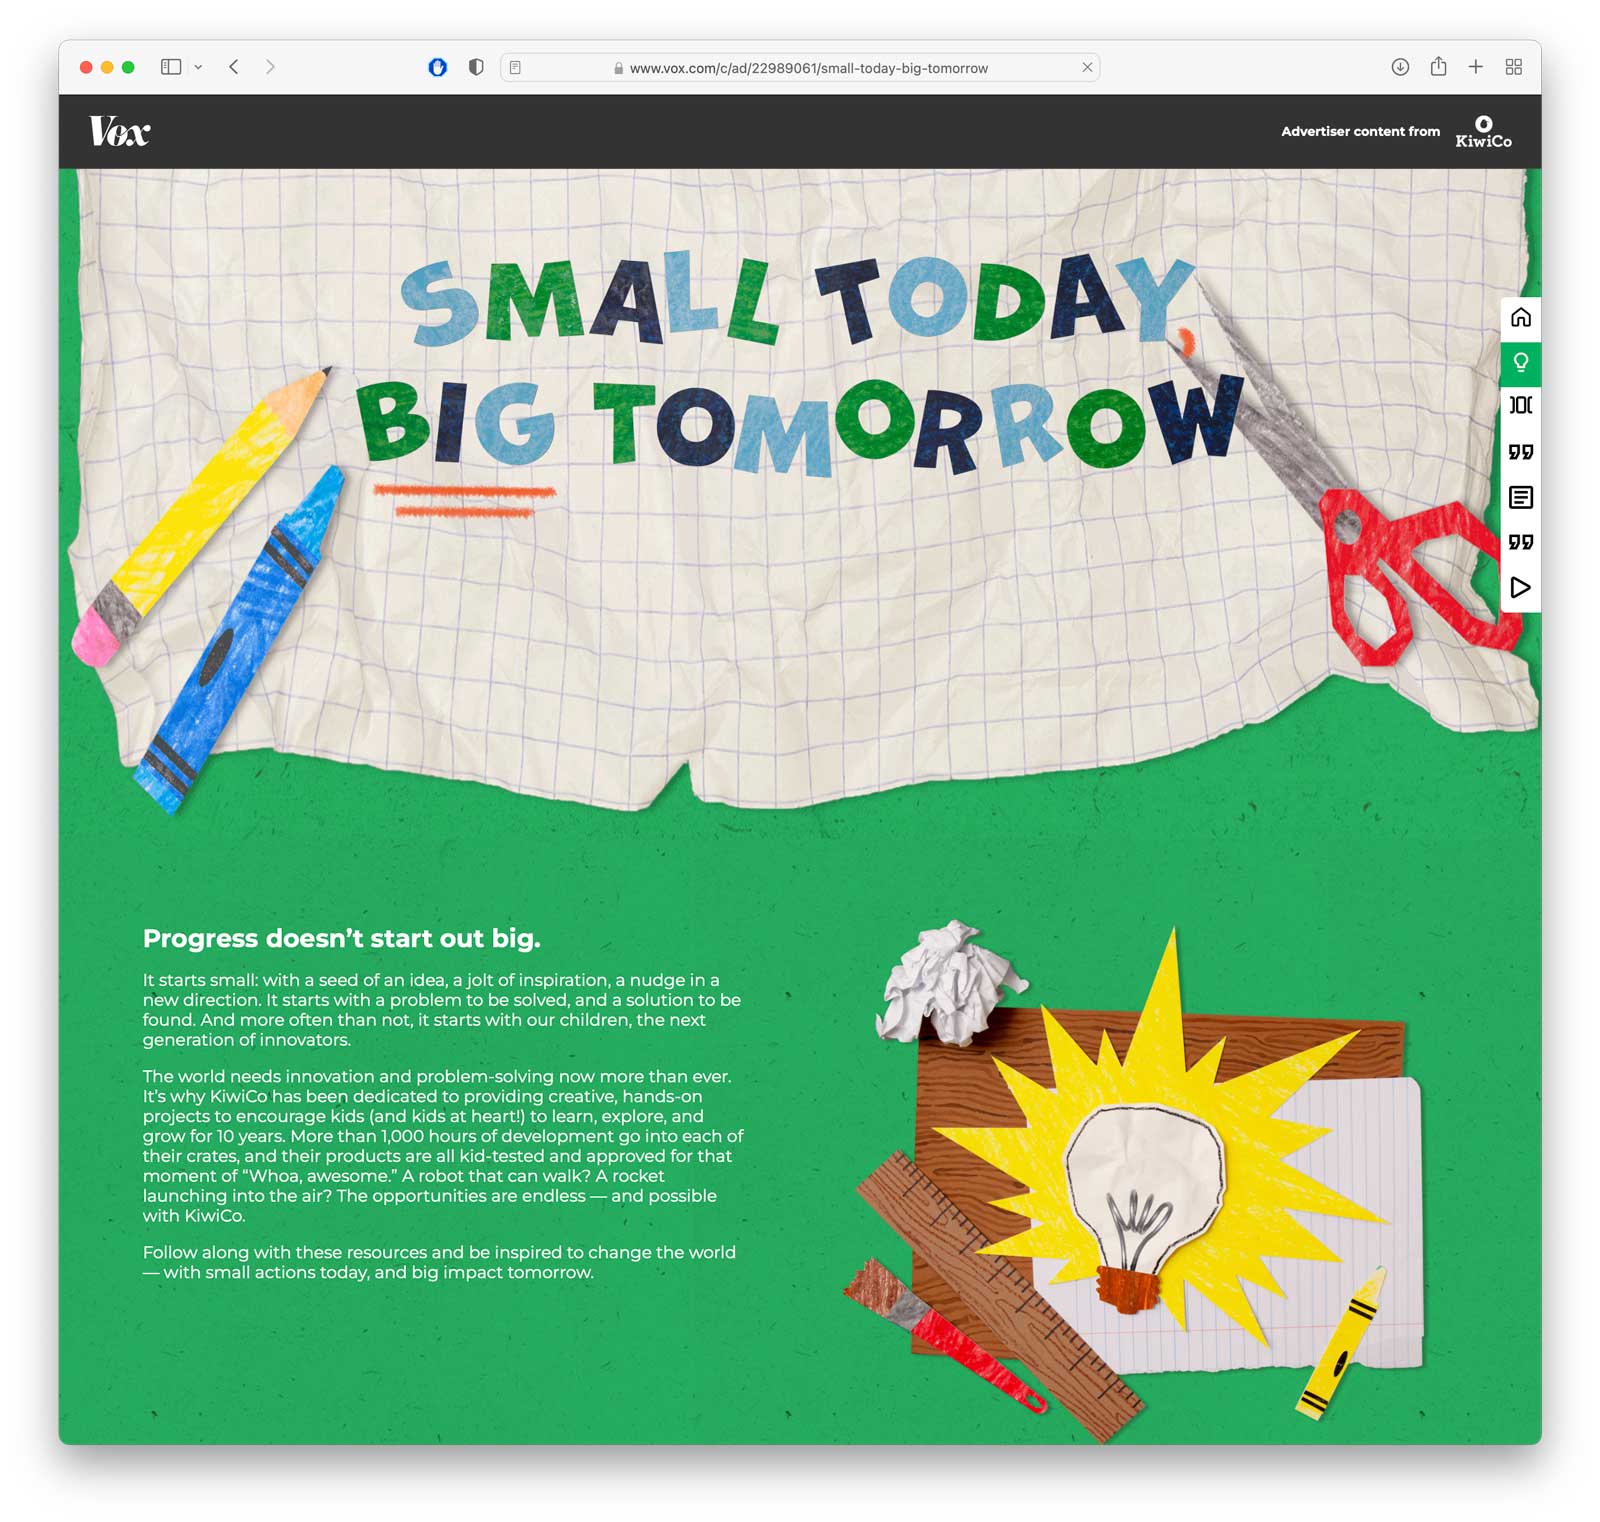 www.vox.com/c/ad/22989061/small-today-big-tomorrow
Vox
Advertiser content from
KiwiCo
SMALL TODAY,
BIG TOMORROW
Progress doesn’t start out big.
It starts small: with a seed of an idea, a jolt of inspiration, a nudge in a
new direction. It starts with a problem to be solved, and a solution to be
found. And more often than not, it starts with our children, the next
generation of innovators.
The world needs innovation and problem-solving now more than ever.
It’s why KiwiCo has been dedicated to providing creative, hands-on
projects to encourage kids (and kids at heart!) to learn, explore, and
grow for 10 years. More than 1,000 hours of development go into each of
their crates, and their products are all kid-tested and approved for that
moment of “Whoa, awesome.” A robot that can walk? A rocket
launching into the air? The opportunities are endless — and possible
with KiwiCo.
Follow along with these resources and be inspired to change the world
— with small actions today, and big impact tomorrow.